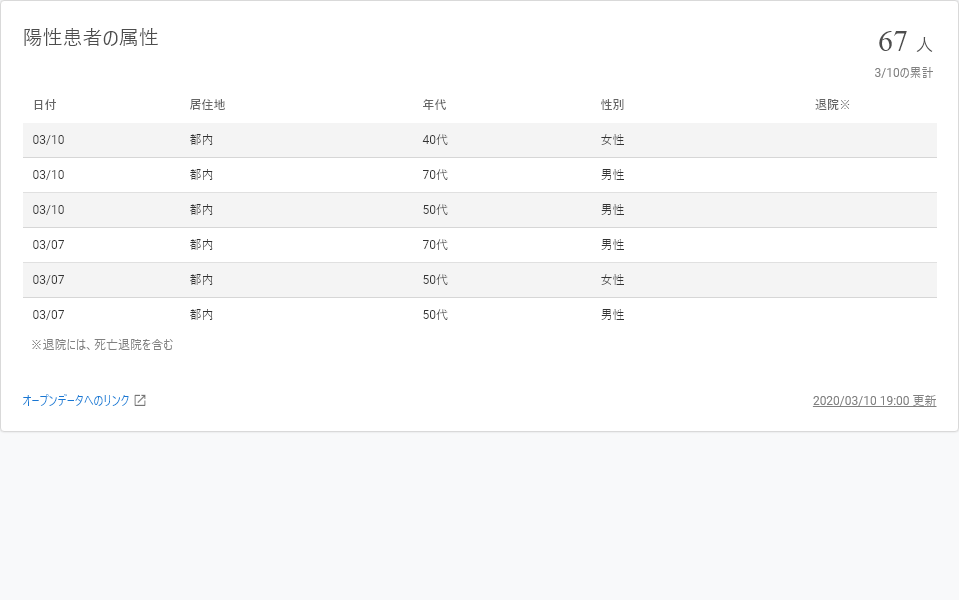 陽性患者の属性
67 人
3/10の累計
日付 居住地 年代 性別 退院※
03/10 都内 40代 女性
03/10 都内 70代 男性
03/10 都内 50代 男性
03/07 都内 70代 男性
03/07 都内 50代 女性
03/07 都内 50代 男性
※退院には、死亡退院を含む
オープンデータへのリンク
2020/03/10 19:00 更新